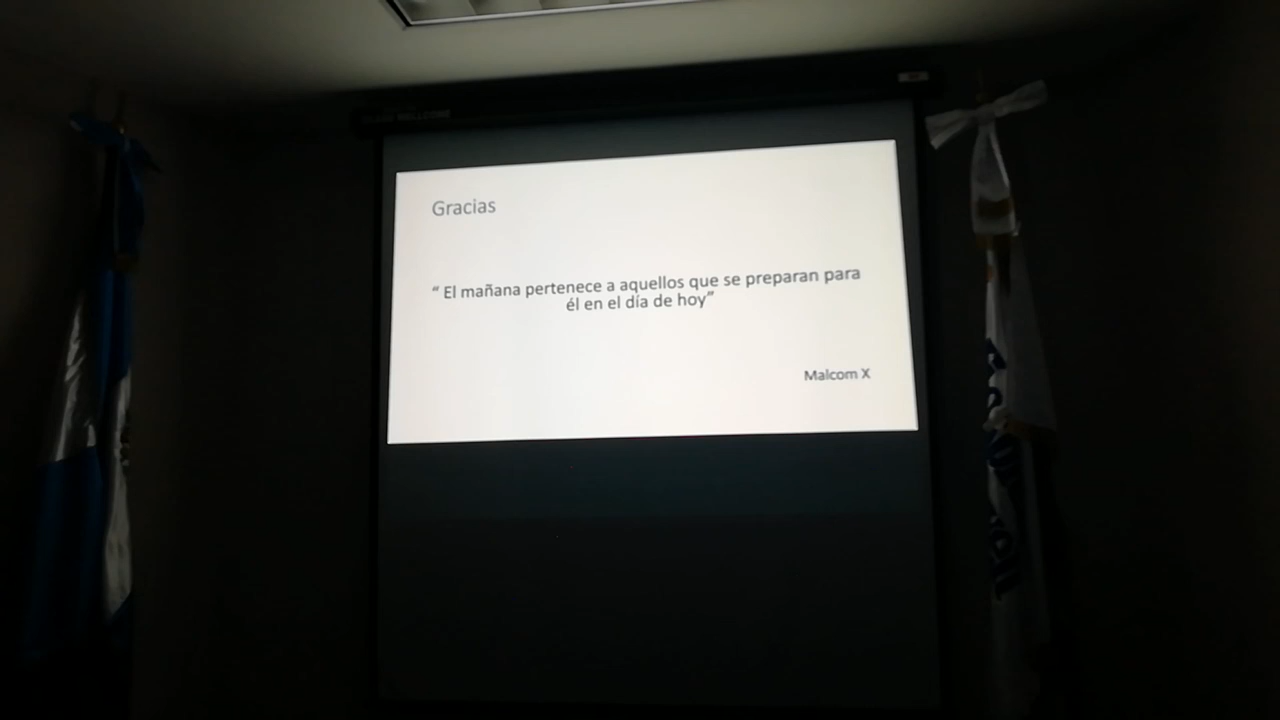 Gracias
“ El mañana pertenece a aquellos que se preparan para
él en el día de hoy”
Malcom X